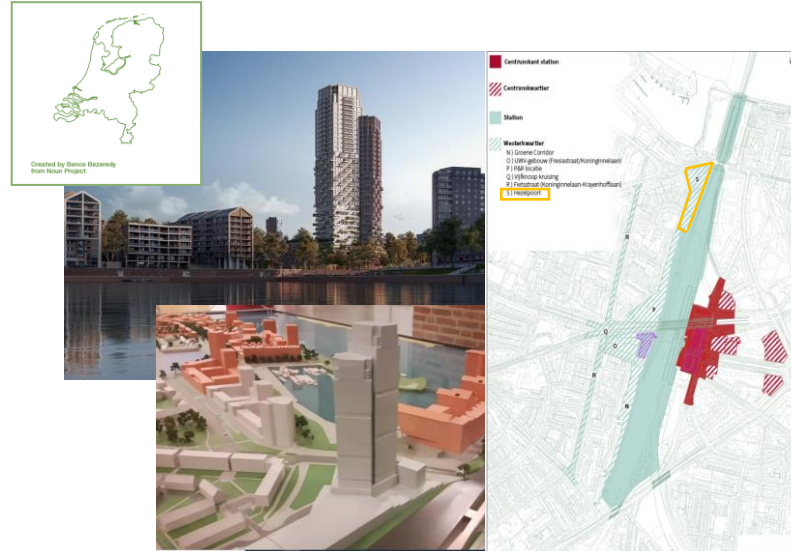 Created by Bence Bezeredy
from Noun Project
Centrumkant station
Centrumkwartier
Station
Westerkwartier
N ) Groene Corridor
O ) UWV-gebouw (Fresiastraat/Koninginnelaan)
P ) P&R locatie
Q ) Vijfknoop kruising
R ) Fietsstraat (Koninginnelaan-Krayenhofflaan)
S ) Hezelpoort
S
R
P
Q
O
R
N